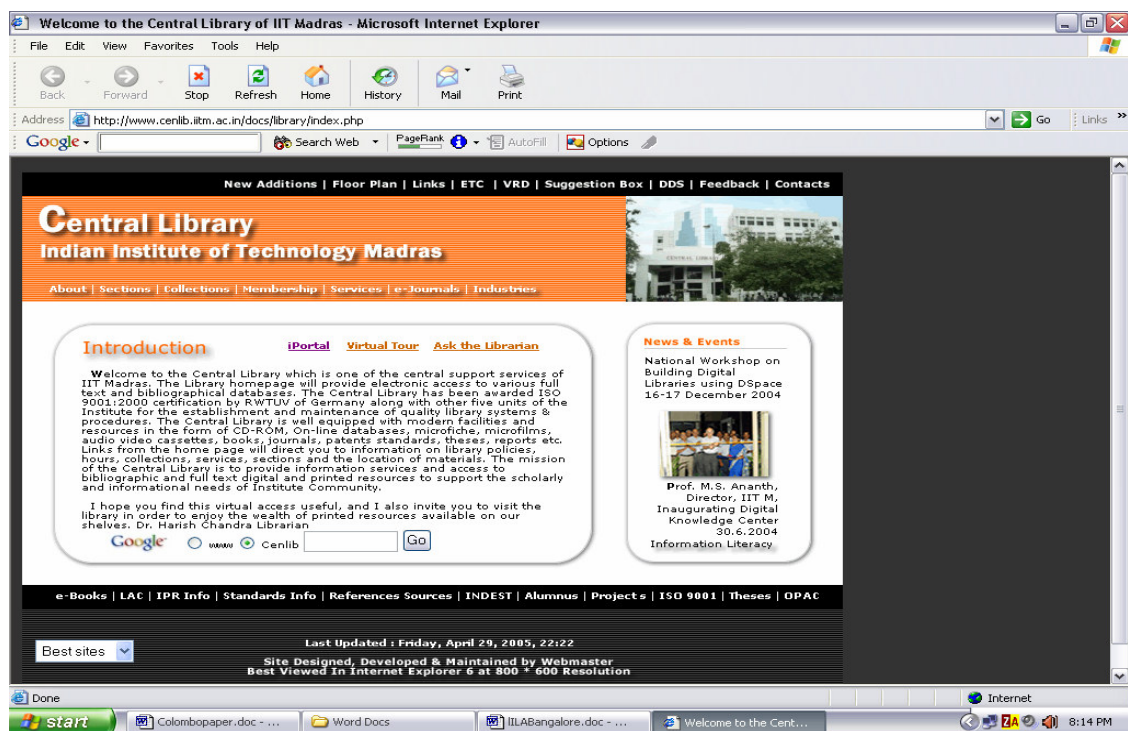 Welcome to the Central Library of IIT Madras - Microsoft Internet Explorer
File Edit View Favorites Tools Help
Back Forward Stop Refresh Home History Mail Print
Address http://www.cenlib.iitm.ac.in/docs/library/index.php Go Links »
Google Search Web PageRank AutoFill Options
New Additions | Floor Plan | Links | ETC | VRD | Suggestion Box | DDS | Feedback | Contacts
Central Library
Indian Institute of Technology Madras
About | Sections | Collections | Membership | Services | e-Journals | Industries
Introduction iPortal Virtual Tour Ask the Librarian
Welcome to the Central Library which is one of the central support services of
IIT Madras. The Library homepage will provide electronic access to various full
text and bibliographical databases. The Central Library has been awarded ISO
9001:2000 certification by RWTUV of Germany along with other five units of the
Institute for the establishment and maintenance of quality library systems &
procedures. The Central Library is well equipped with modern facilities and
resources in the form of CD-ROM, On-line databases, microfiche, microfilms,
audio video cassettes, books, journals, patents standards, theses, reports etc.
Links from the home page will direct you to information on library policies,
hours, collections, services, sections and the location of materials. The mission
of the Central Library is to provide information services and access to
bibliographic and full text digital and printed resources to support the scholarly
and informational needs of Institute Community.
I hope you find this virtual access useful, and I also invite you to visit the
library in order to enjoy the wealth of printed resources available on our
shelves. Dr. Harish Chandra Librarian
Google www Cenlib Go
News & Events
National Workshop on
Building Digital
Libraries using DSpace
16-17 December 2004
Prof. M.S. Ananth,
Director, IIT M,
Inaugurating Digital
Knowledge Center
30.6.2004
Information Literacy
e-Books | LAC | IPR Info | Standards Info | References Sources | INDEST | Alumnus | Projects | ISO 9001 | Theses | OPAC
Best sites
Last Updated : Friday, April 29, 2005, 22:22
Site Designed, Developed & Maintained by Webmaster
Best Viewed In Internet Explorer 6 at 800 * 600 Resolution
Done Internet
start Colombopaper.doc - ... Word Docs IILABangalore.doc - ... Welcome to the Cent... ZA 8:14 PM